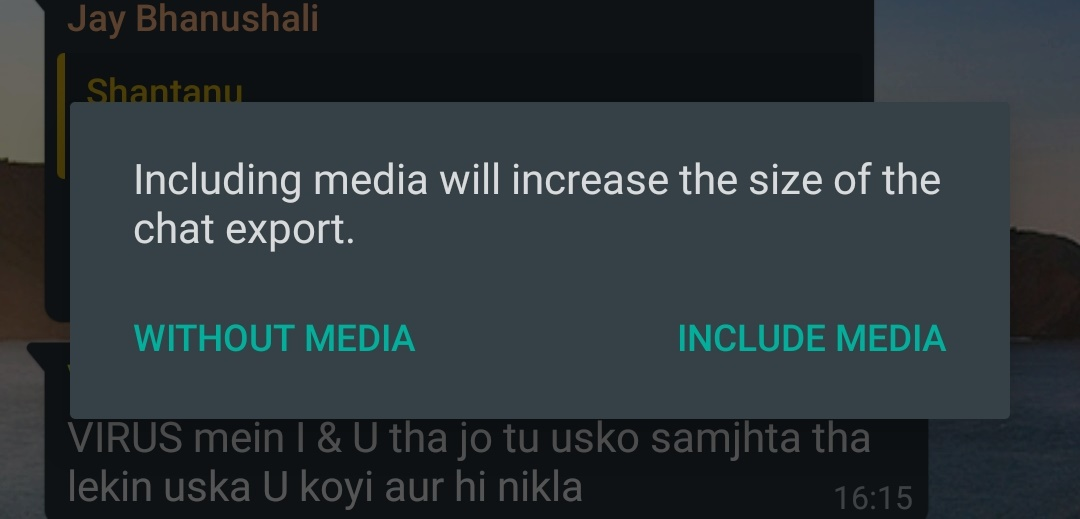 Jay Bhanushali
Shantanu
Including media will increase the size of the
chat export.
WITHOUT MEDIA
INCLUDE MEDIA
VIRUS mein I & U tha jo tu usko samjhta tha
lekin uska U koyi aur hi nikla
16:15